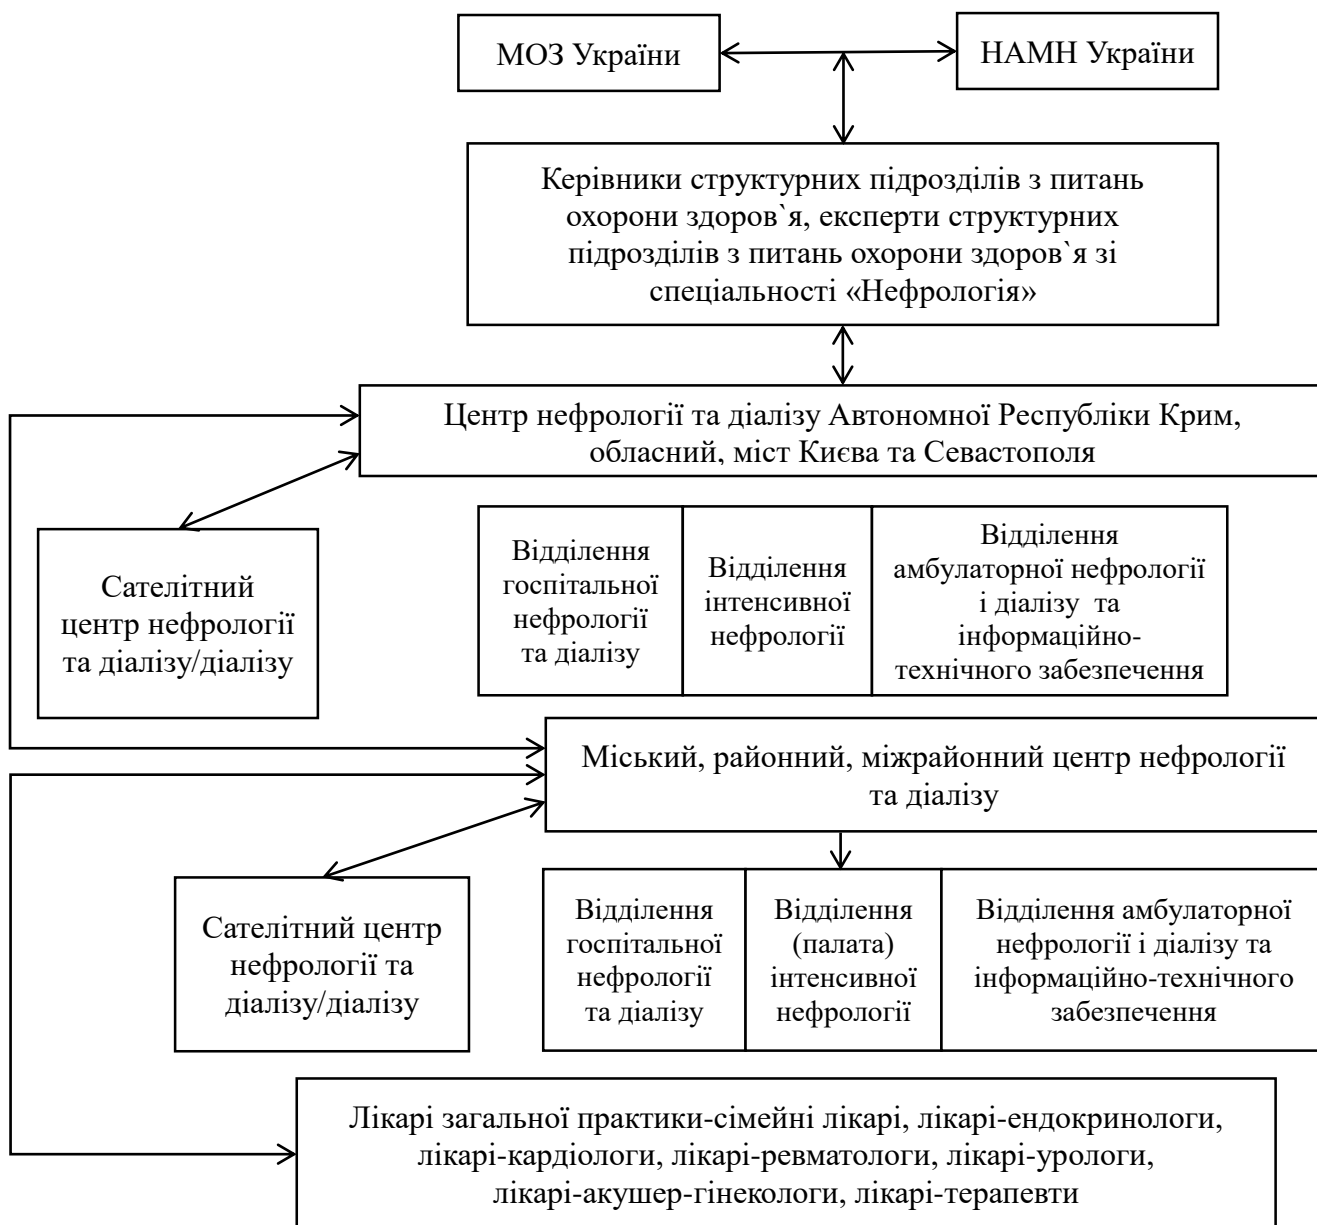 МОЗ України
НАМН України
Керівники структурних підрозділів з питань
охорони здоров`я, експерти структурних
підрозділів з питань охорони здоров`я зі
спеціальності «Нефрологія»
Центр нефрології та діалізу Автономної Республіки Крим,
обласний, міст Києва та Севастополя
Сателітний
центр нефрології
та діалізу/діалізу
Відділення
госпітальної
нефрології
та діалізу
Відділення
інтенсивної
нефрології
Відділення
амбулаторної нефрології
і діалізу та
інформаційно-
технічного забезпечення
Міський, районний, міжрайонний центр нефрології
та діалізу
Сателітний центр
нефрології та
діалізу/діалізу
Відділення
госпітальної
нефрології
та діалізу
Відділення
(палата)
інтенсивної
нефрології
Відділення амбулаторної
нефрології і діалізу та
інформаційно-технічного
забезпечення
Лікарі загальної практики-сімейні лікарі, лікарі-ендокринологи,
лікарі-кардіологи, лікарі-ревматологи, лікарі-урологи,
лікарі-акушер-гінекологи, лікарі-терапевти